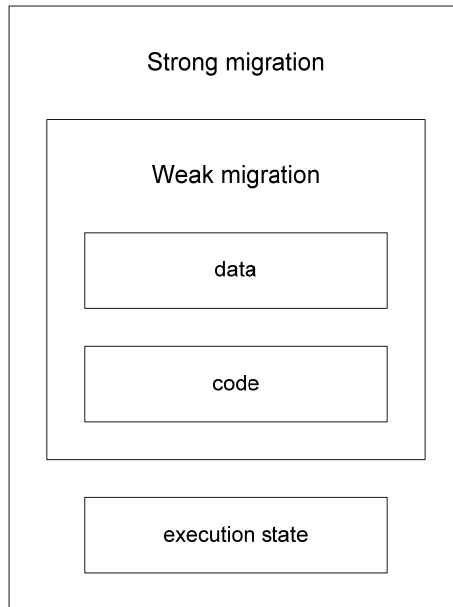 Strong migration
Weak migration
data
code
execution state